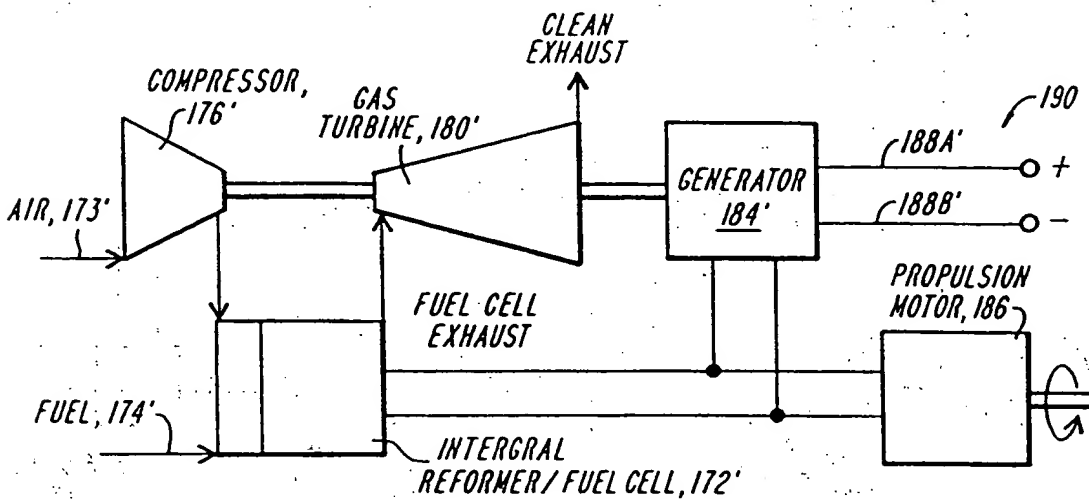 CLEAN
EXHAUST
COMPRESSOR,
176'
GAS
TURBINE, 180'
190
188A'
+
GENERATOR
184'
188B'
-
AIR, 173'
PROPULSION
MOTOR, 186
FUEL CELL
EXHAUST
FUEL, 174'
INTERGRAL
REFORMER/FUEL CELL, 172'